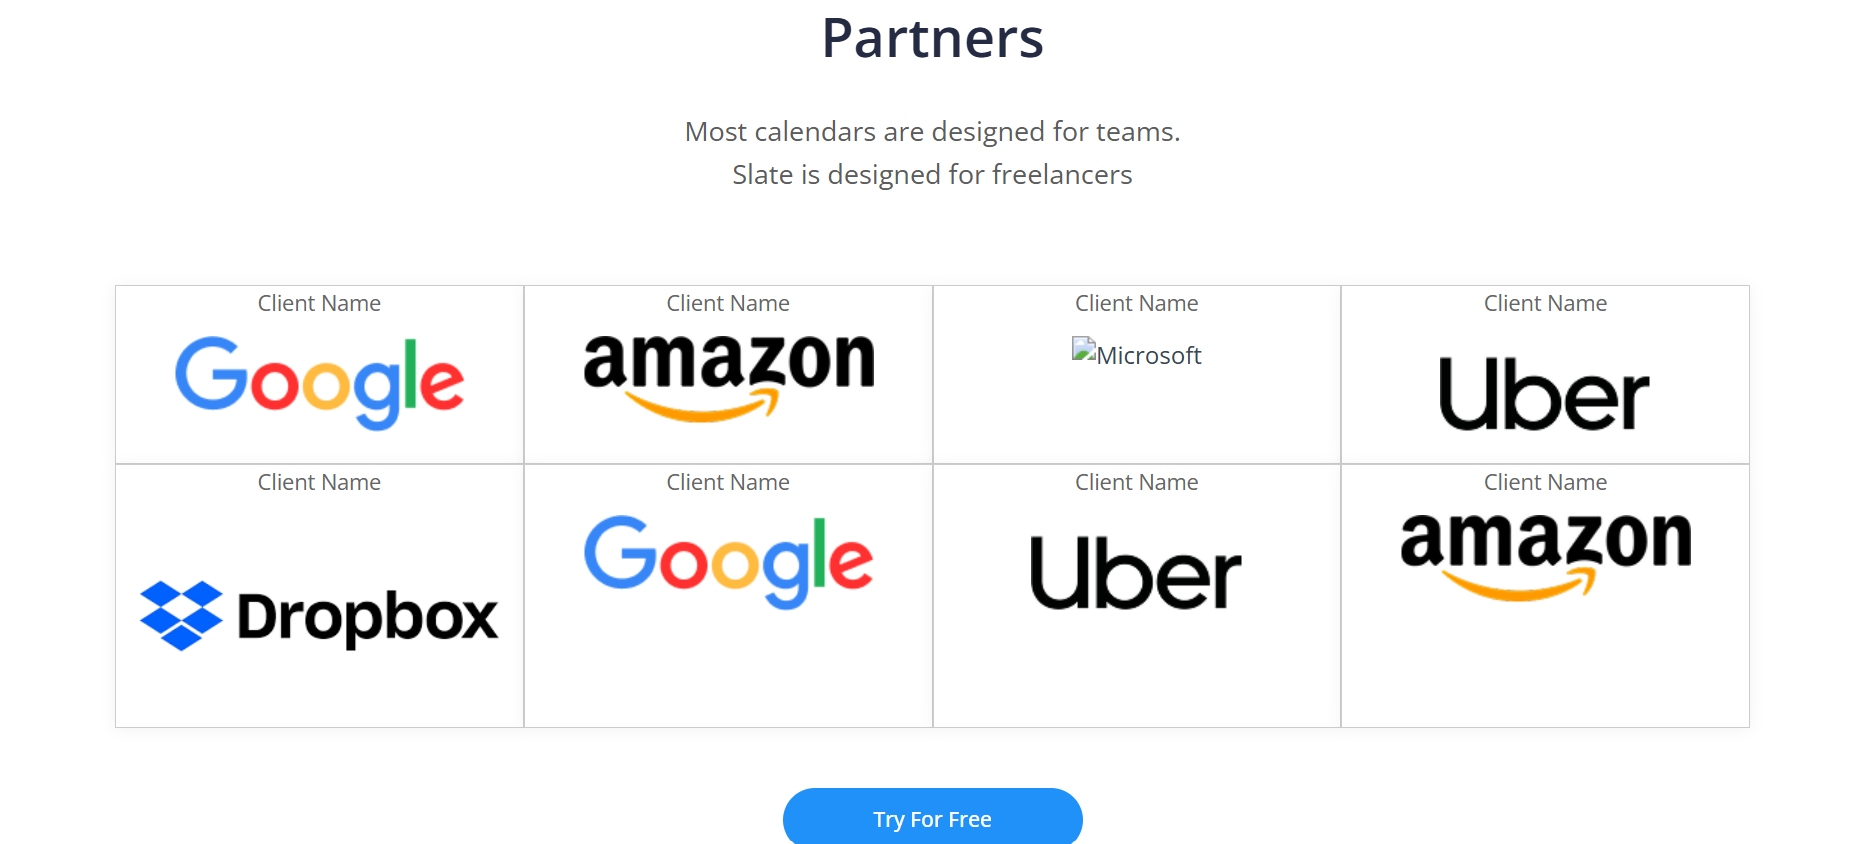 Partners
Most calendars are designed for teams.
Slate is designed for freelancers
Client Name
Client Name
Client Name
Client Name
Google
amazon
Microsoft
Uber
Client Name
Client Name
Client Name
Client Name
Dropbox
Google
Uber
amazon
Try For Free